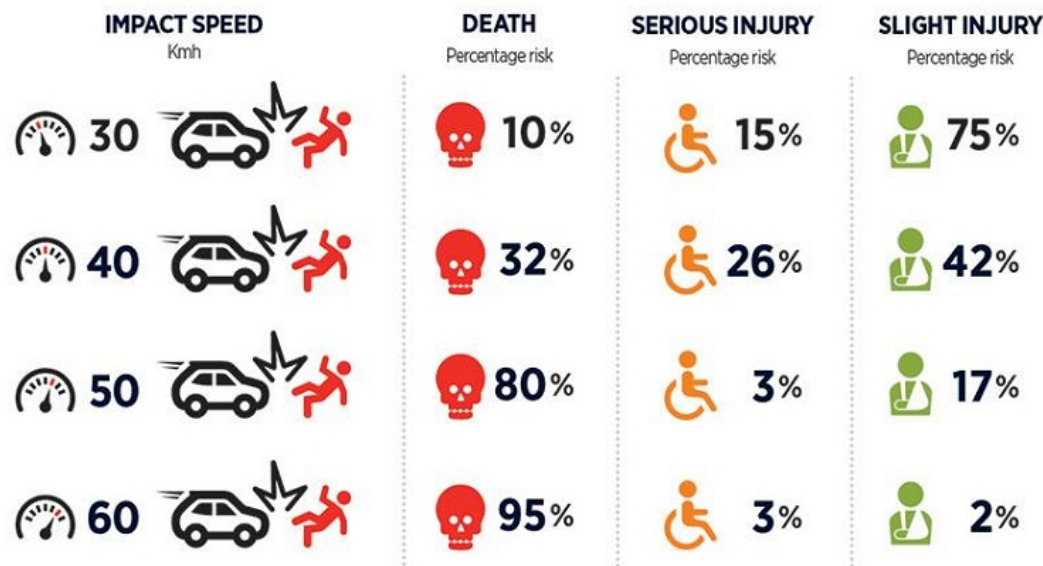 IMPACT SPEED DEATH SERIOUS INJURY SLIGHT INJURY
Kmh Percentage risk Percentage risk Percentage risk
30 10% 15% 75%
40 32% 26% 42%
50 80% 3% 17%
60 95% 3% 2%